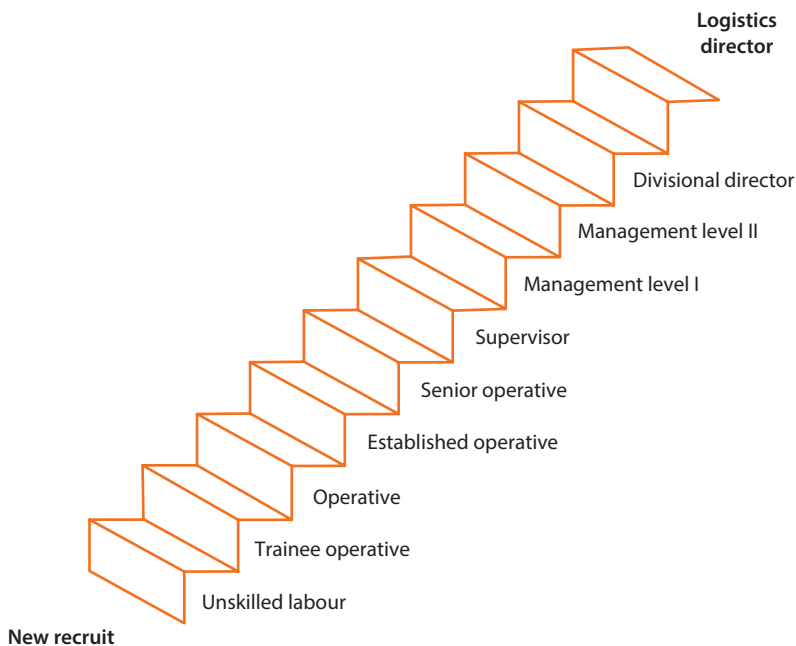 Logistics
director
Divisional director
Management level II
Management level I
Supervisor
Senior operative
Established operative
Operative
Trainee operative
Unskilled labour
New recruit